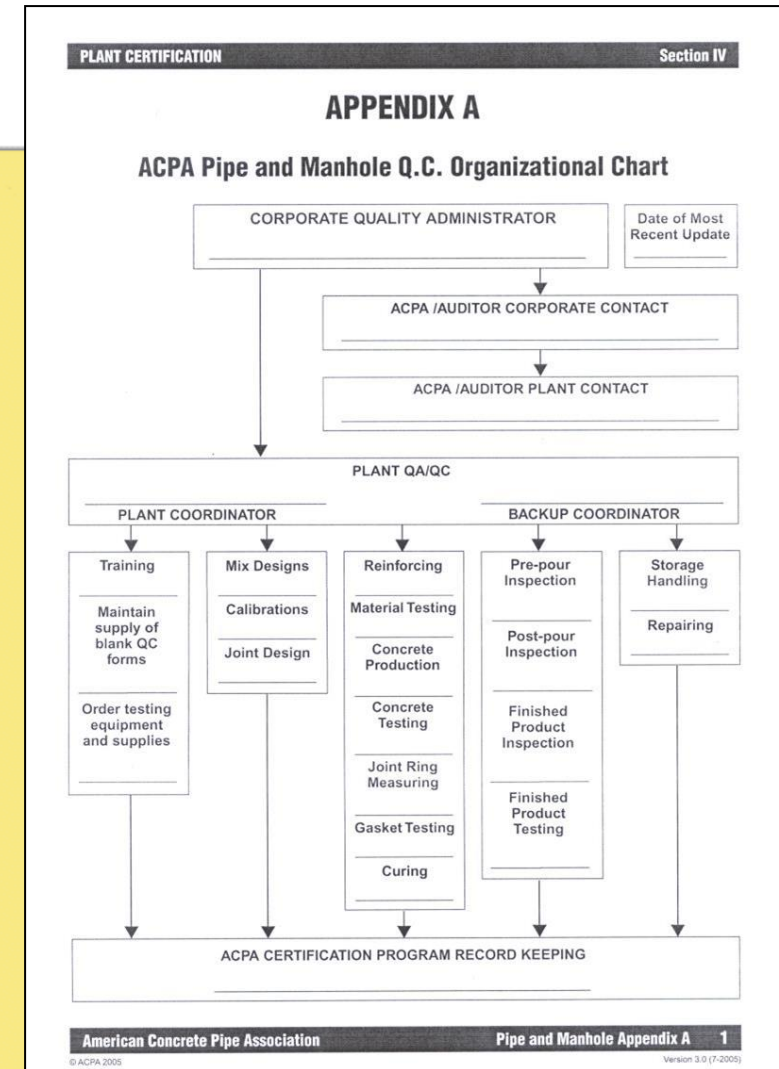 PLANT CERTIFICATION Section IV
APPENDIX A
ACPA Pipe and Manhole Q.C. Organizational Chart
CORPORATE QUALITY ADMINISTRATOR
Date of Most
Recent Update
ACPA /AUDITOR CORPORATE CONTACT
ACPA /AUDITOR PLANT CONTACT
PLANT QA/QC
PLANT COORDINATOR BACKUP COORDINATOR
Training
Maintain
supply of
blank QC
forms
Order testing
equipment
and supplies
Mix Designs
Calibrations
Joint Design
Reinforcing
Material Testing
Concrete
Production
Concrete
Testing
Joint Ring
Measuring
Gasket Testing
Curing
Pre-pour
Inspection
Post-pour
Inspection
Finished
Product
Inspection
Finished
Product
Testing
Storage
Handling
Repairing
ACPA CERTIFICATION PROGRAM RECORD KEEPING
American Concrete Pipe Association Pipe and Manhole Appendix A 1
© ACPA 2005 Version 3.0 (7-2005)